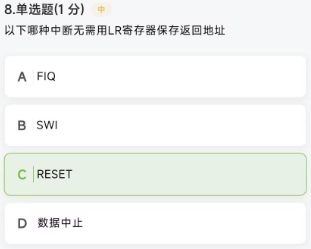 8.单选题(1 分) 中
以下哪种中断无需用LR寄存器保存返回地址
A FIQ
B SWI
C RESET
D 数据中止